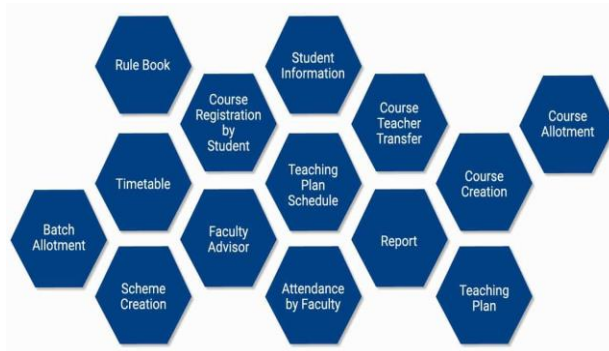 Rule Book
Student
Information
Course
Registration
by
Student
Course
Teacher
Transfer
Course
Allotment
Timetable
Teaching
Plan
Schedule
Course
Creation
Batch
Allotment
Faculty
Advisor
Report
Scheme
Creation
Attendance
by Faculty
Teaching
Plan